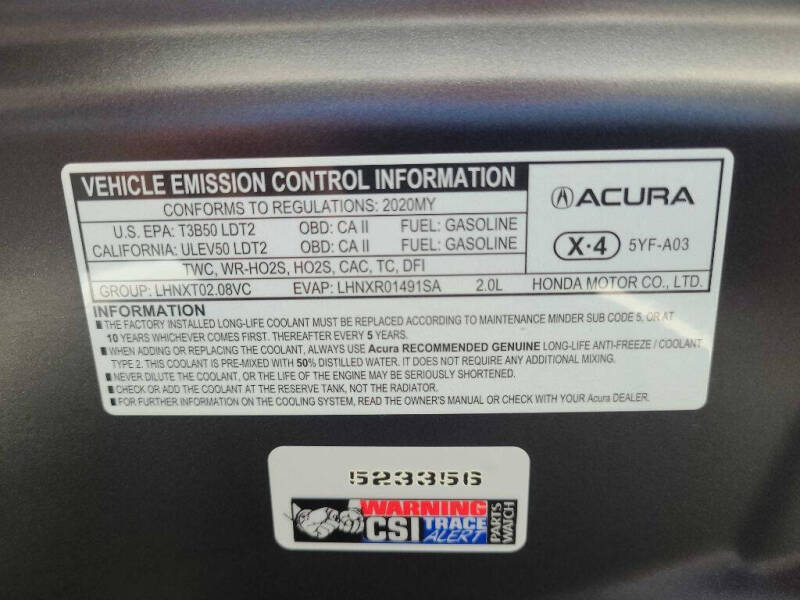 VEHICLE EMISSION CONTROL INFORMATION
CONFORMS TO REGULATIONS: 2020MY
U.S. EPA: T3B50 LDT2 OBD: CA II FUEL: GASOLINE
CALIFORNIA: ULEV50 LDT2 OBD: CA II FUEL: GASOLINE
TWC, WR-HO2S, HO2S, CAC, TC, DFI
GROUP: LHNXT02.08VC EVAP: LHNXR01491SA 2.0L
ACURA
X·4 5YF-A03
HONDA MOTOR CO., LTD.
INFORMATION
■THE FACTORY INSTALLED LONG-LIFE COOLANT MUST BE REPLACED ACCORDING TO MAINTENANCE MINDER SUB CODE 5, OR AT
10 YEARS WHICHEVER COMES FIRST. THEREAFTER EVERY 5 YEARS.
■WHEN ADDING OR REPLACING THE COOLANT, ALWAYS USE Acura RECOMMENDED GENUINE LONG-LIFE ANTI-FREEZE / COOLANT
TYPE 2. THIS COOLANT IS PRE-MIXED WITH 50% DISTILLED WATER. IT DOES NOT REQUIRE ANY ADDITIONAL MIXING.
■NEVER DILUTE THE COOLANT, OR THE LIFE OF THE ENGINE MAY BE SERIOUSLY SHORTENED.
■CHECK OR ADD THE COOLANT AT THE RESERVE TANK, NOT THE RADIATOR.
■FOR FURTHER INFORMATION ON THE COOLING SYSTEM, READ THE OWNER'S MANUAL OR CHECK WITH YOUR Acura DEALER.
523356
WARNING
CSI TRACE
ALERT
PARTS
WATCH